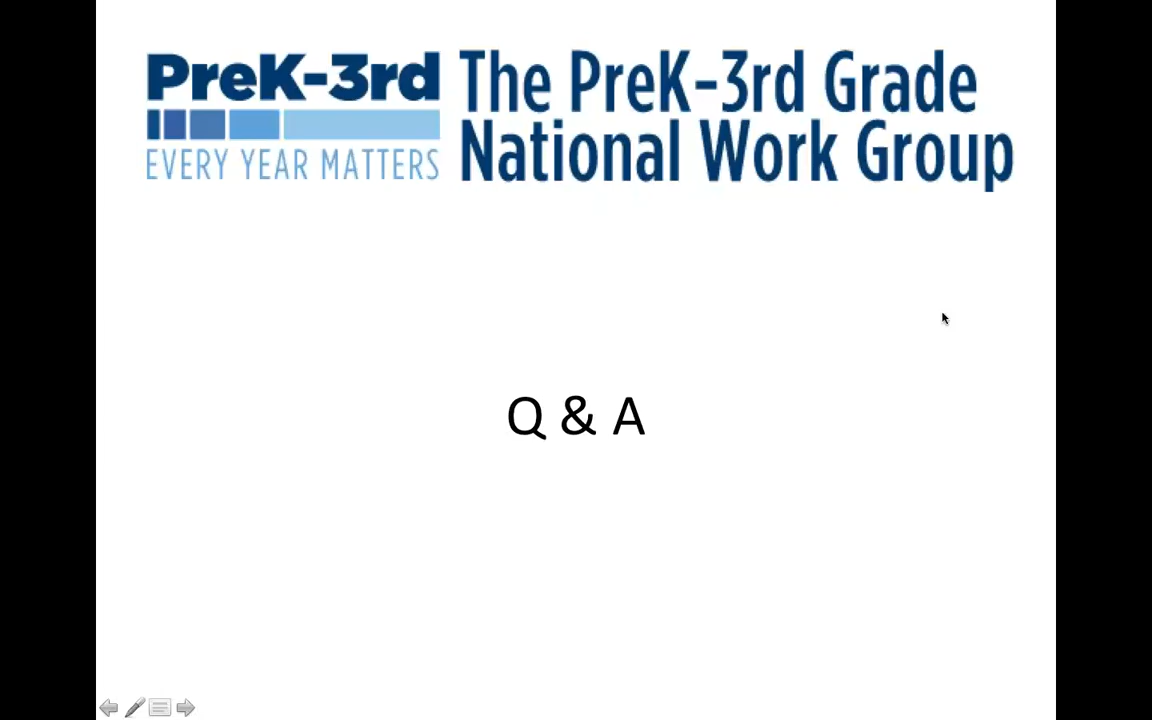 PreK-3rd
EVERY YEAR MATTERS
The PreK-3rd Grade
National Work Group
Q & A